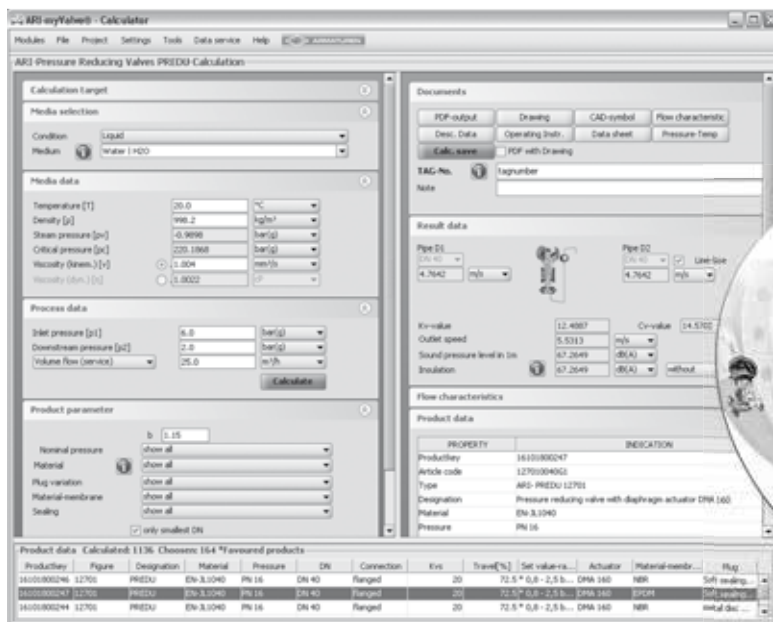 ARI-myValve® - Calculator
Modules File Project Settings Tools Data service Help
ARI-Pressure Reducing Valves PREDU-Calculation
Calculation target
Media selection
Condition Liquid
Medium Water | H2O
Media data
Temperature [T] 20.0 °C
Density [ρ] 998.2 kg/m³
Steam pressure [pv] -0.9898 bar(g)
Critical pressure [pc] 220.1868 bar(g)
Viscosity (kinem.) [ν] 1.004 mm²/s
Viscosity (dyn.) 1.0022 cP
Process data
Inlet pressure [p1] 6.0 bar(g)
Downstream pressure [p2] 2.0 bar(g)
Volume flow (service) 25.0 m³/h
Calculate
Product parameter
b 1.15
Nominal pressure show all
Material show all
Plug variation show all
Material-membrane show all
Sealing show all
only smallest DN
Documents
PDF-output Drawing CAD-symbol Flow characteristic
Desc. Data Operating Instr. Data sheet Pressure-Temp
Calc. save PDF with Drawing
TAG-No. tagnumber
Note
Result data
Pipe D1 Pipe D2
DN 40 DN 40 Line-Size
4.7642 m/s 4.7642 m/s
Kv-value 12.4887 Cv-value
Outlet speed 5.5313 m/s
Sound pressure level in 1m 67.2649 dB(A)
Insulation 67.2649 dB(A) without
Flow characteristics
Product data
PROPERTY INDICATION
Productkey 16101800247
Article code
Type ARI- PREDU 12701
Designation Pressure reducing valve with diaphragm actuator DMA 160
Material EN-JL1040
Pressure PN 16
Product data Calculated: 1136 Choosen: 164 *Favoured products
Productkey Figure Designation Material Pressure DN Connection Kvs Travel[%] Set value-ra... Actuator Material-membr... Plug
16101800246 12701 PREDU EN-JL1040 PN 16 DN 40 flanged 20 72.5 * 0,8 - 2,5 b... DMA 160 NBR Soft sealing...
16101800247 12701 PREDU EN-JL1040 PN 16 DN 40 flanged 20 72.5 * 0,8 - 2,5 b... DMA 160 EPDM Soft sealing...
16101800244 12701 PREDU EN-JL1040 PN 16 DN 40 flanged 20 72.5 * 0,8 - 2,5 b... DMA 160 NBR metal disc ...